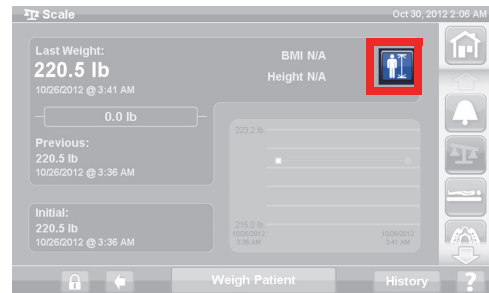 Scale
Oct 30, 2012 2:06 AM
Last Weight:
220.5 lb
10/26/2012 @ 3:41 AM
BMI N/A
Height N/A
0.0 lb
Previous:
220.5 lb
10/26/2012 @ 3:36 AM
223.2 lb
215.0 lb
10/26/2012
3:36 AM
10/26/2012
3:41 AM
Initial:
220.5 lb
10/26/2012 @ 3:36 AM
Weigh Patient
History
?